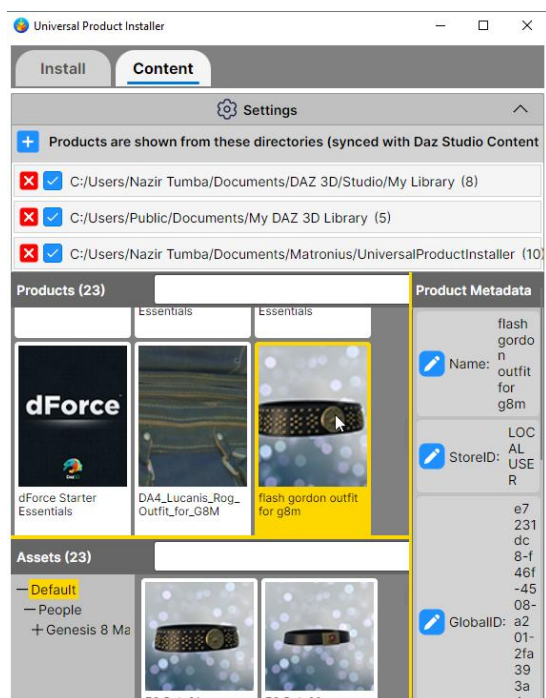 Universal Product Installer
Install
Content
Settings
Products are shown from these directories (synced with Daz Studio Content
C:/Users/Nazir Tumba/Documents/DAZ 3D/Studio/My Library (8)
C:/Users/Public/Documents/My DAZ 3D Library (5)
C:/Users/Nazir Tumba/Documents/Matronius/UniversalProductInstaller (10)
Products (23)
Essentials
Essentials
dForce
dForce Starter
Essentials
DA4_Lucanis_Rog_
Outfit_for_G8M
flash gordon outfit
for g8m
Assets (23)
Default
People
Genesis 8 Ma
Product Metadata
Name:
flash
gordo
n
outfit
for
g8m
StoreID:
LOC
AL
USE
R
GlobalID:
e7
231
dc
8-f
46f
-45
08-
a2
01-
2fa
39
3a